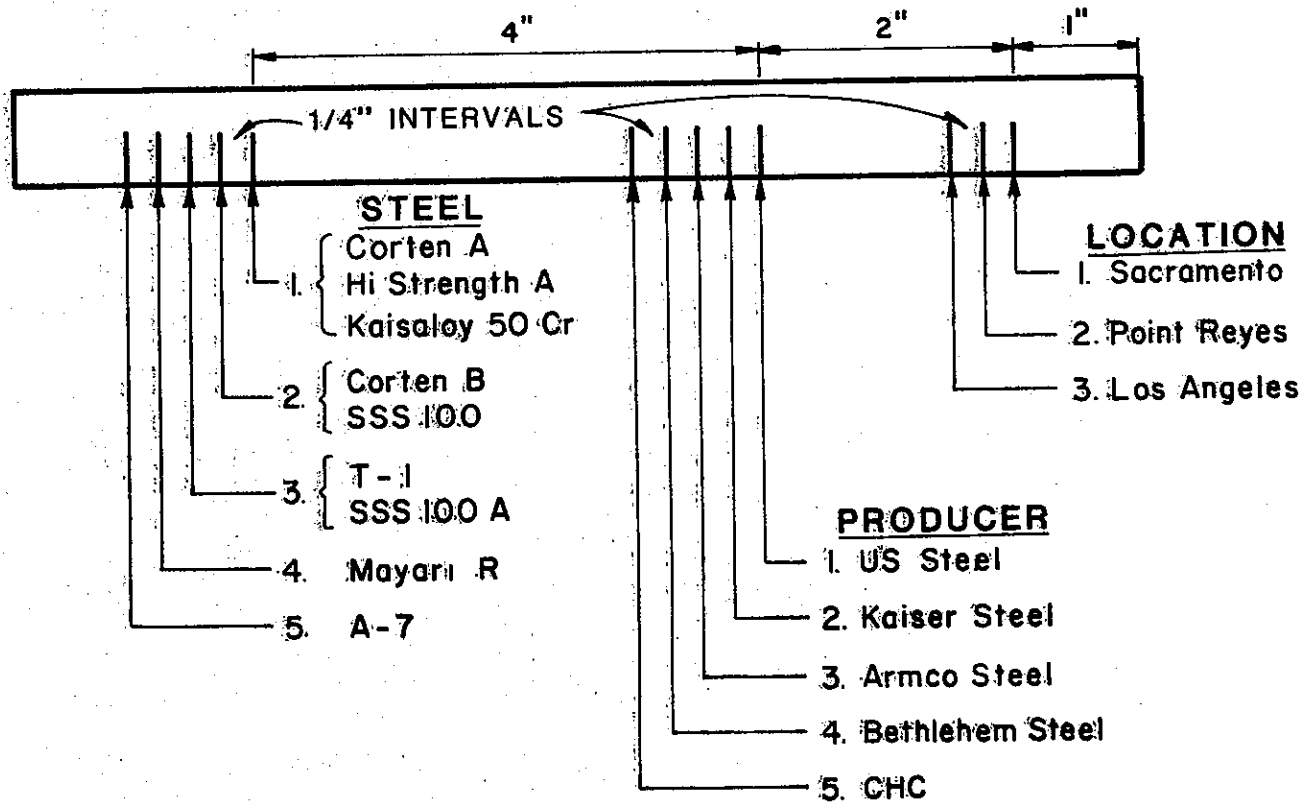 4"
2"
1"
1/4" INTERVALS
STEEL
1. Corten A
Hi Strength A
Kaisaloy 50 Cr
2. Corten B
SSS 100
3. T-1
SSS 100 A
4. Mayari R
5. A-7
LOCATION
1. Sacramento
2. Point Reyes
3. Los Angeles
PRODUCER
1. US Steel
2. Kaiser Steel
3. Armco Steel
4. Bethlehem Steel
5. CHC